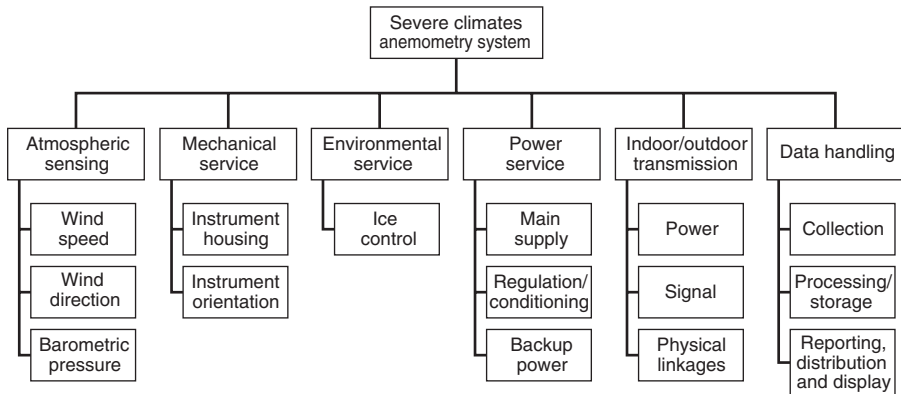 Severe climates
anemometry system
Atmospheric
sensing
Mechanical
service
Environmental
service
Power
service
Indoor/outdoor
transmission
Data handling
Wind
speed
Instrument
housing
Ice
control
Main
supply
Power
Collection
Wind
direction
Instrument
orientation
Regulation/
conditioning
Signal
Processing/
storage
Barometric
pressure
Backup
power
Physical
linkages
Reporting,
distribution
and display